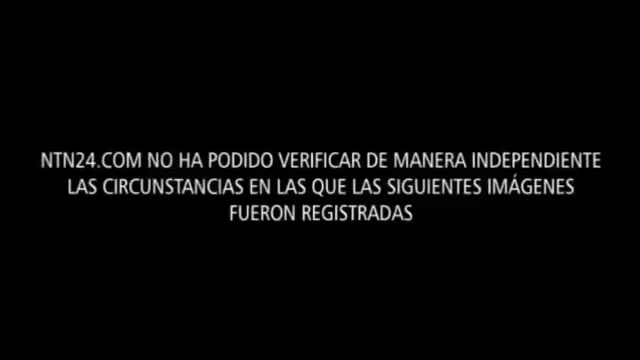 NTN24.COM NO HA PODIDO VERIFICAR DE MANERA INDEPENDIENTE
LAS CIRCUNSTANCIAS EN LAS QUE LAS SIGUIENTES IMÁGENES
FUERON REGISTRADAS